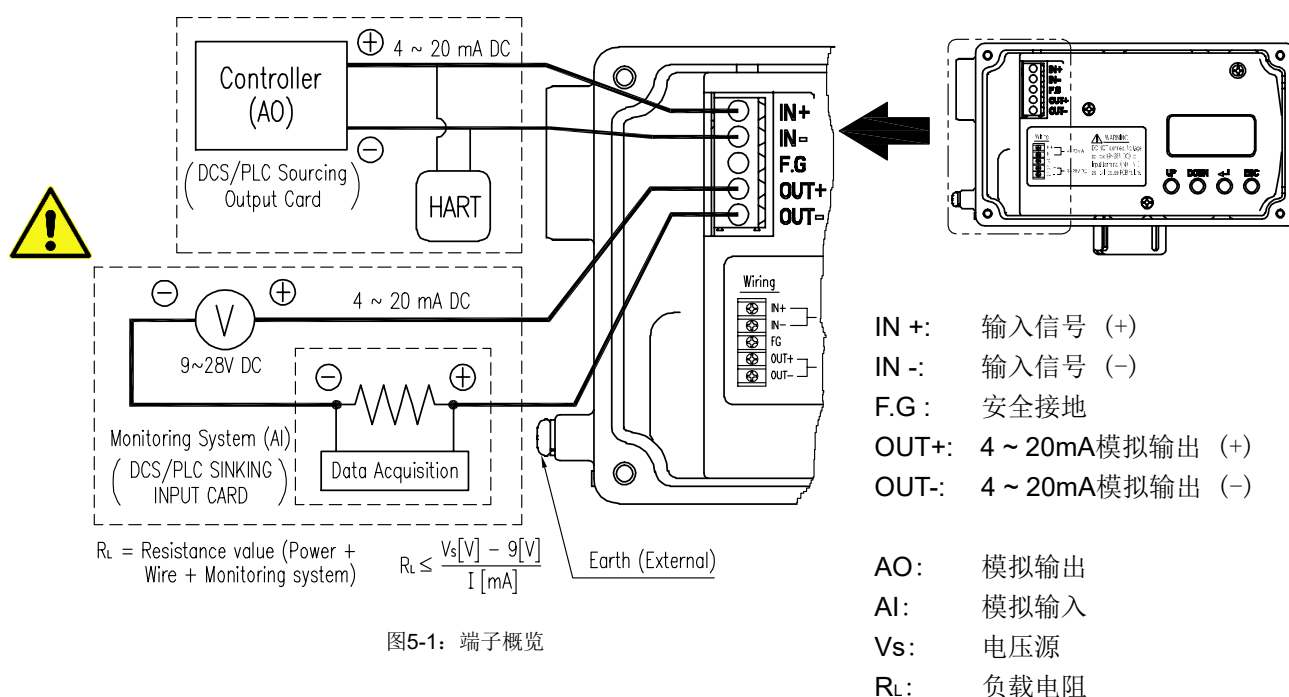 Controller
(AO)
⊕ 4 ~ 20 mA DC
⊖
( DCS/PLC Sourcing
Output Card )
HART
IN+
IN-
F.G
OUT+
OUT-
Wiring
IN+
IN-
FG
OUT+
OUT-
⊖ ⊕ 4 ~ 20 mA DC
V
9~28V DC
⊖ ⊕
Data Acquisition
Monitoring System (AI)
( DCS/PLC SINKING
INPUT CARD )
RL = Resistance value (Power +
Wire + Monitoring system)
RL ≤ Vs[V] − 9[V] / I [mA]
Earth (External)
图5-1：端子概览
IN+
IN-
F.G
OUT+
OUT-
Wiring
WARNING
UP DOWN ESC
IN +: 输入信号 (+)
IN -: 输入信号 (−)
F.G : 安全接地
OUT+: 4 ~ 20mA模拟输出 (+)
OUT-: 4 ~ 20mA模拟输出 (−)
AO: 模拟输出
AI: 模拟输入
Vs: 电压源
RL: 负载电阻